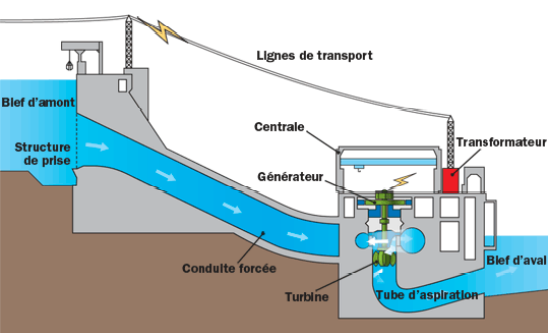 Lignes de transport
Bief d'amont
Centrale
Transformateur
Structure
de prise
Générateur
Conduite forcée
Bief d'aval
Turbine
Tube d'aspiration